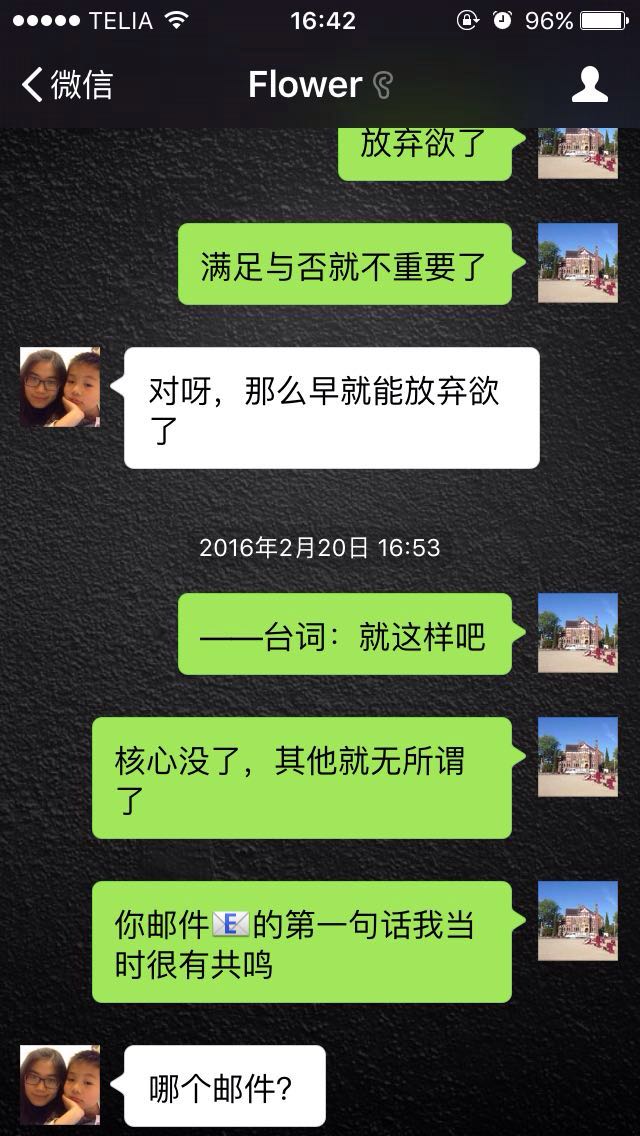 TELIA 16:42 96%
微信 Flower
放弃欲了
满足与否就不重要了
对呀，那么早就能放弃欲
了
2016年2月20日 16:53
——台词：就这样吧
核心没了，其他就无所谓
了
你邮件📧的第一句话我当
时很有共鸣
哪个邮件？